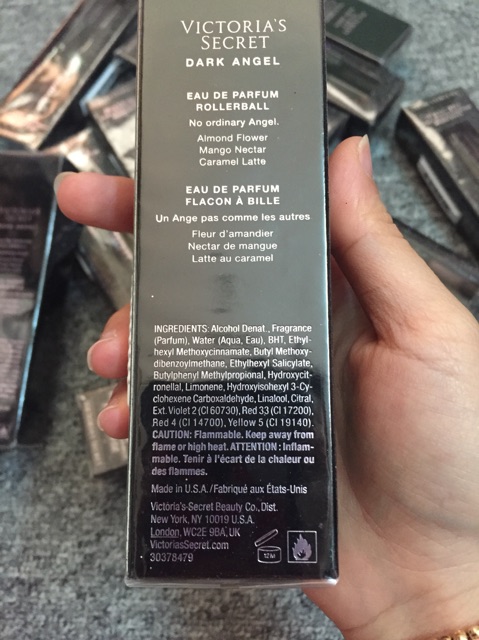 VICTORIA'S
SECRET
DARK ANGEL
EAU DE PARFUM
ROLLERBALL
No ordinary Angel.
Almond Flower
Mango Nectar
Caramel Latte
EAU DE PARFUM
FLACON À BILLE
Un Ange pas comme les autres
Fleur d'amandier
Nectar de mangue
Latte au caramel
INGREDIENTS: Alcohol Denat., Fragrance
(Parfum), Water (Aqua, Eau), BHT, Ethyl-
hexyl Methoxycinnamate, Butyl Methoxy-
dibenzoylmethane, Ethylhexyl Salicylate,
Butylphenyl Methylpropional, Hydroxycit-
ronellal, Limonene, Hydroxyisohexyl 3-Cy-
clohexene Carboxaldehyde, Linalool, Citral,
Ext. Violet 2 (CI 60730), Red 33 (CI 17200),
Red 4 (CI 14700), Yellow 5 (CI 19140).
CAUTION: Flammable. Keep away from
flame or high heat. ATTENTION : Inflam-
mable. Tenir à l'écart de la chaleur ou
des flammes.
Made in U.S.A./Fabriqué aux États-Unis
Victoria's Secret Beauty Co., Dist.
New York, NY 10019 U.S.A.
London, WC2E 9BA, UK
VictoriasSecret.com
30378479
12 M